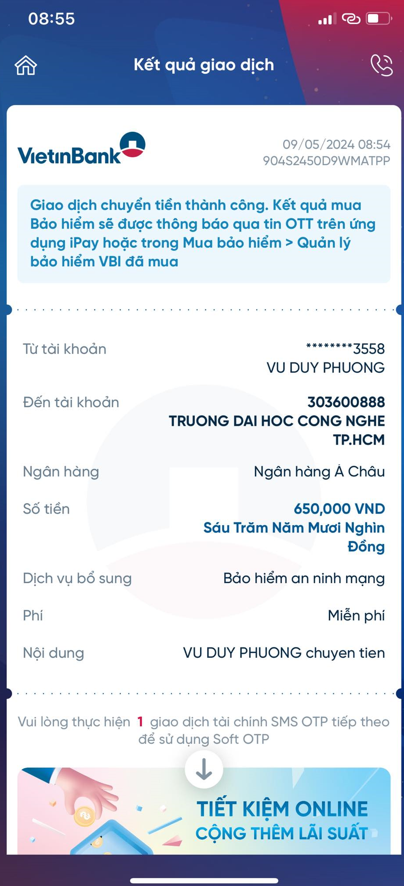 08:55
Kết quả giao dịch
VietinBank
09/05/2024 08:54
904S2450D9WMATPP
Giao dịch chuyển tiền thành công. Kết quả mua
Bảo hiểm sẽ được thông báo qua tin OTT trên ứng
dụng iPay hoặc trong Mua bảo hiểm > Quản lý
bảo hiểm VBI đã mua
Từ tài khoản
********3558
VU DUY PHUONG
Đến tài khoản
303600888
TRUONG DAI HOC CONG NGHE
TP.HCM
Ngân hàng
Ngân hàng Á Châu
Số tiền
650,000 VND
Sáu Trăm Năm Mươi Nghìn
Đồng
Dịch vụ bổ sung
Bảo hiểm an ninh mạng
Phí
Miễn phí
Nội dung
VU DUY PHUONG chuyen tien
Vui lòng thực hiện 1 giao dịch tài chính SMS OTP tiếp theo
để sử dụng Soft OTP
TIẾT KIỆM ONLINE
CỘNG THÊM LÃI SUẤT